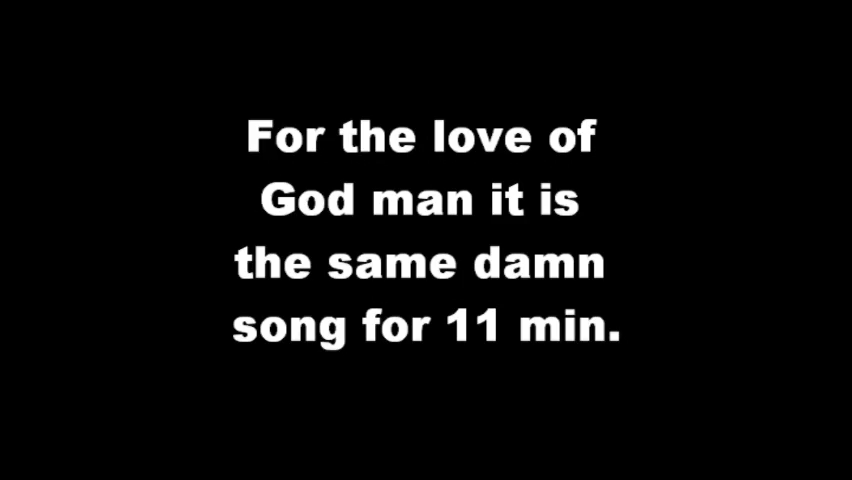 For the love of
God man it is
the same damn
song for 11 min.